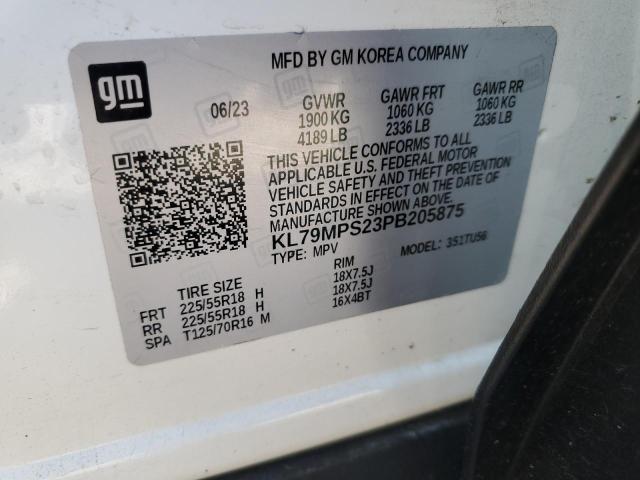 gm
MFD BY GM KOREA COMPANY
06/23 GVWR GAWR FRT GAWR RR
1900 KG 1060 KG 1060 KG
4189 LB 2336 LB 2336 LB
THIS VEHICLE CONFORMS TO ALL
APPLICABLE U.S. FEDERAL MOTOR
VEHICLE SAFETY AND THEFT PREVENTION
STANDARDS IN EFFECT ON THE DATE OF
MANUFACTURE SHOWN ABOVE.
KL79MPS23PB205875
TYPE: MPV MODEL: 3S1TU56
TIRE SIZE RIM
FRT 225/55R18 H 18X7.5J
RR 225/55R18 H 18X7.5J
SPA T125/70R16 M 16X4BT